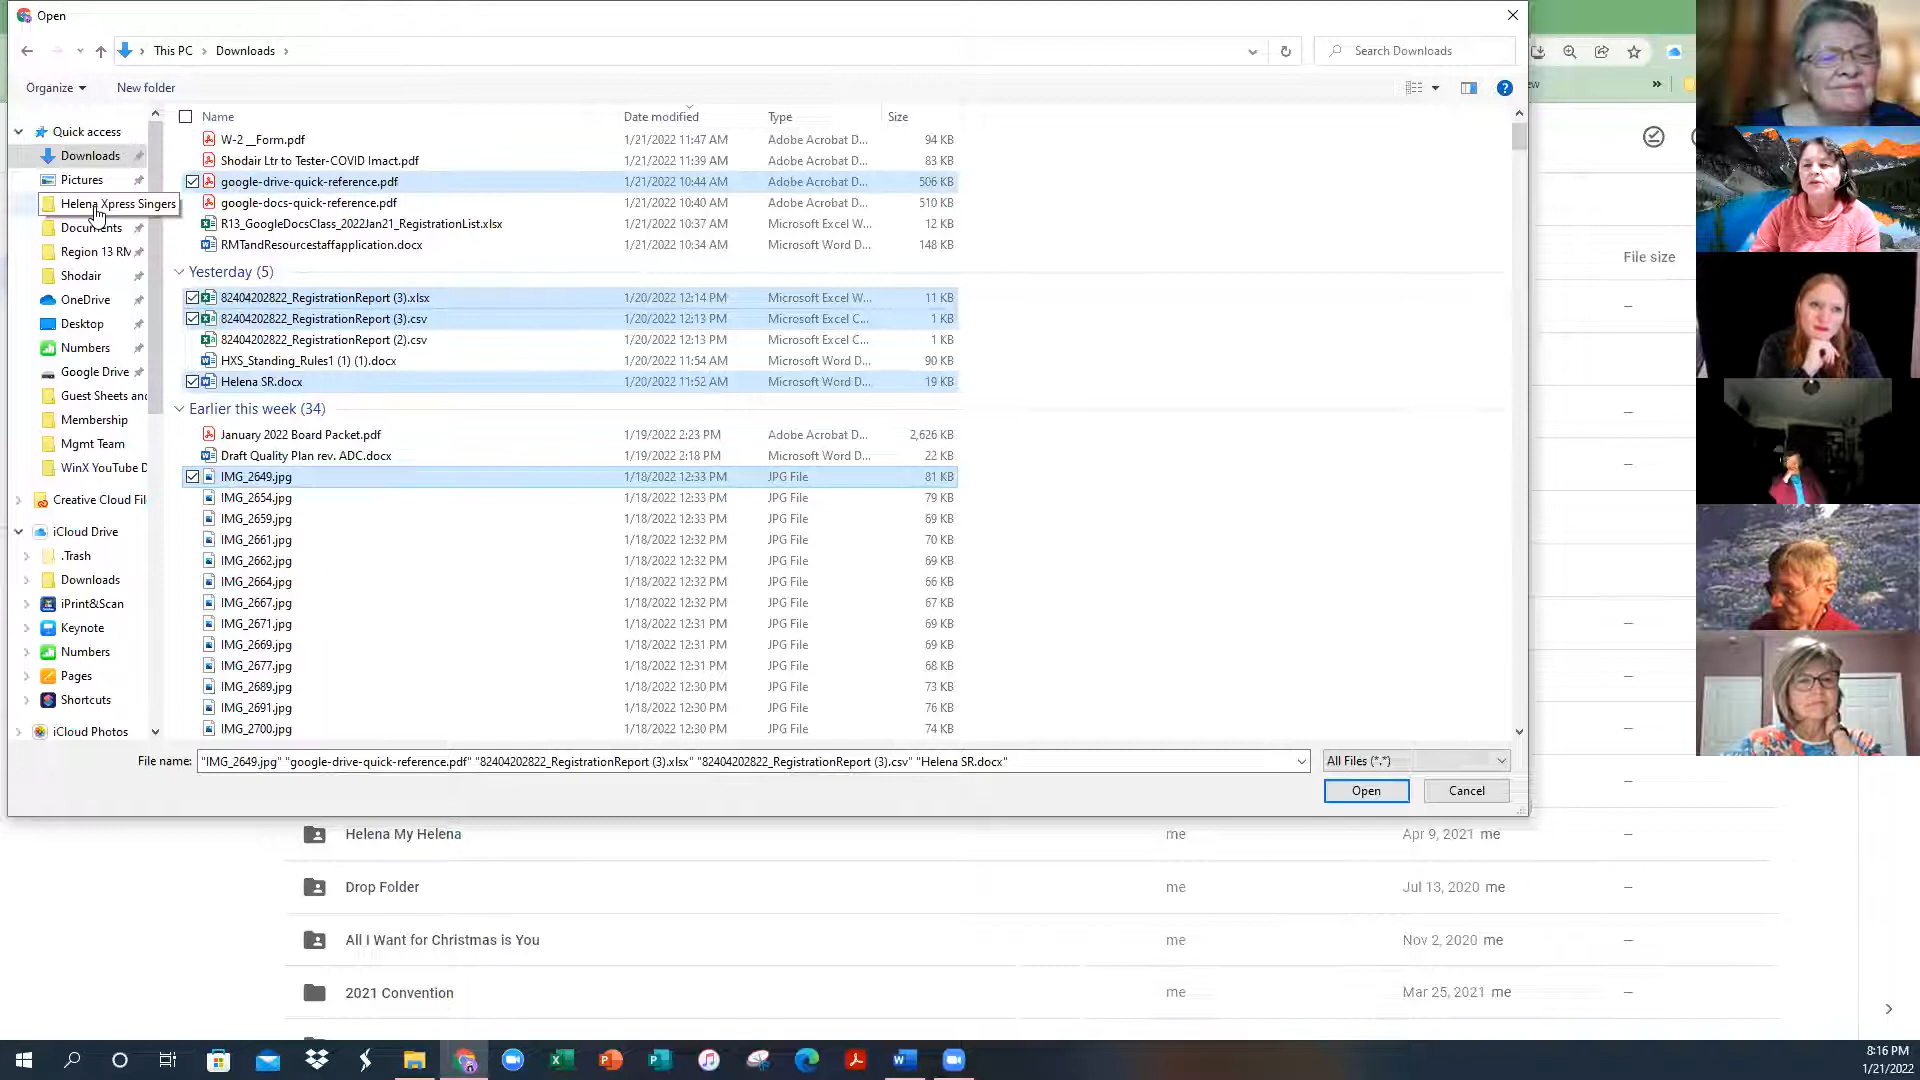 Open
This PC > Downloads >
Search Downloads
Organize
New folder
Name
Date modified
Type
Size
Quick access
Downloads
Pictures
Helena Xpress Singers
Documents
Region 13 RM
Shodair
OneDrive
Desktop
Numbers
Google Drive
Guest Sheets and
Membership
Mgmt Team
WinX YouTube D
Creative Cloud Fil
iCloud Drive
.Trash
Downloads
iPrint&Scan
Keynote
Numbers
Pages
Shortcuts
iCloud Photos
W-2 __Form.pdf 1/21/2022 11:47 AM Adobe Acrobat D... 94 KB
Shodair Ltr to Tester-COVID Imact.pdf 1/21/2022 11:39 AM Adobe Acrobat D... 83 KB
google-drive-quick-reference.pdf 1/21/2022 10:44 AM Adobe Acrobat D... 506 KB
google-docs-quick-reference.pdf 1/21/2022 10:40 AM Adobe Acrobat D... 510 KB
R13_GoogleDocsClass_2022Jan21_RegistrationList.xlsx 1/21/2022 10:37 AM Microsoft Excel W... 12 KB
RMTandResourcestaffapplication.docx 1/21/2022 10:34 AM Microsoft Word D... 148 KB
Yesterday (5)
82404202822_RegistrationReport (3).xlsx 1/20/2022 12:14 PM Microsoft Excel W... 11 KB
82404202822_RegistrationReport (3).csv 1/20/2022 12:13 PM Microsoft Excel C... 1 KB
82404202822_RegistrationReport (2).csv 1/20/2022 12:13 PM Microsoft Excel C... 1 KB
HXS_Standing_Rules1 (1) (1).docx 1/20/2022 11:54 AM Microsoft Word D... 90 KB
Helena SR.docx 1/20/2022 11:52 AM Microsoft Word D... 19 KB
Earlier this week (34)
January 2022 Board Packet.pdf 1/19/2022 2:23 PM Adobe Acrobat D... 2,626 KB
Draft Quality Plan rev. ADC.docx 1/19/2022 2:18 PM Microsoft Word D... 22 KB
IMG_2649.jpg 1/18/2022 12:33 PM JPG File 81 KB
IMG_2654.jpg 1/18/2022 12:33 PM JPG File 79 KB
IMG_2659.jpg 1/18/2022 12:33 PM JPG File 69 KB
IMG_2661.jpg 1/18/2022 12:32 PM JPG File 70 KB
IMG_2662.jpg 1/18/2022 12:32 PM JPG File 69 KB
IMG_2664.jpg 1/18/2022 12:32 PM JPG File 66 KB
IMG_2667.jpg 1/18/2022 12:32 PM JPG File 67 KB
IMG_2671.jpg 1/18/2022 12:31 PM JPG File 69 KB
IMG_2669.jpg 1/18/2022 12:31 PM JPG File 69 KB
IMG_2677.jpg 1/18/2022 12:31 PM JPG File 68 KB
IMG_2689.jpg 1/18/2022 12:30 PM JPG File 73 KB
IMG_2691.jpg 1/18/2022 12:30 PM JPG File 76 KB
IMG_2700.jpg 1/18/2022 12:30 PM JPG File 74 KB
File name: "IMG_2649.jpg" "google-drive-quick-reference.pdf" "82404202822_RegistrationReport (3).xlsx" "82404202822_RegistrationReport (3).csv" "Helena SR.docx"
All Files (*.*)
Open
Cancel
File size
Helena My Helena me Apr 9, 2021 me –
Drop Folder me Jul 13, 2020 me –
All I Want for Christmas is You me Nov 2, 2020 me –
2021 Convention me Mar 25, 2021 me –
8:16 PM
1/21/2022